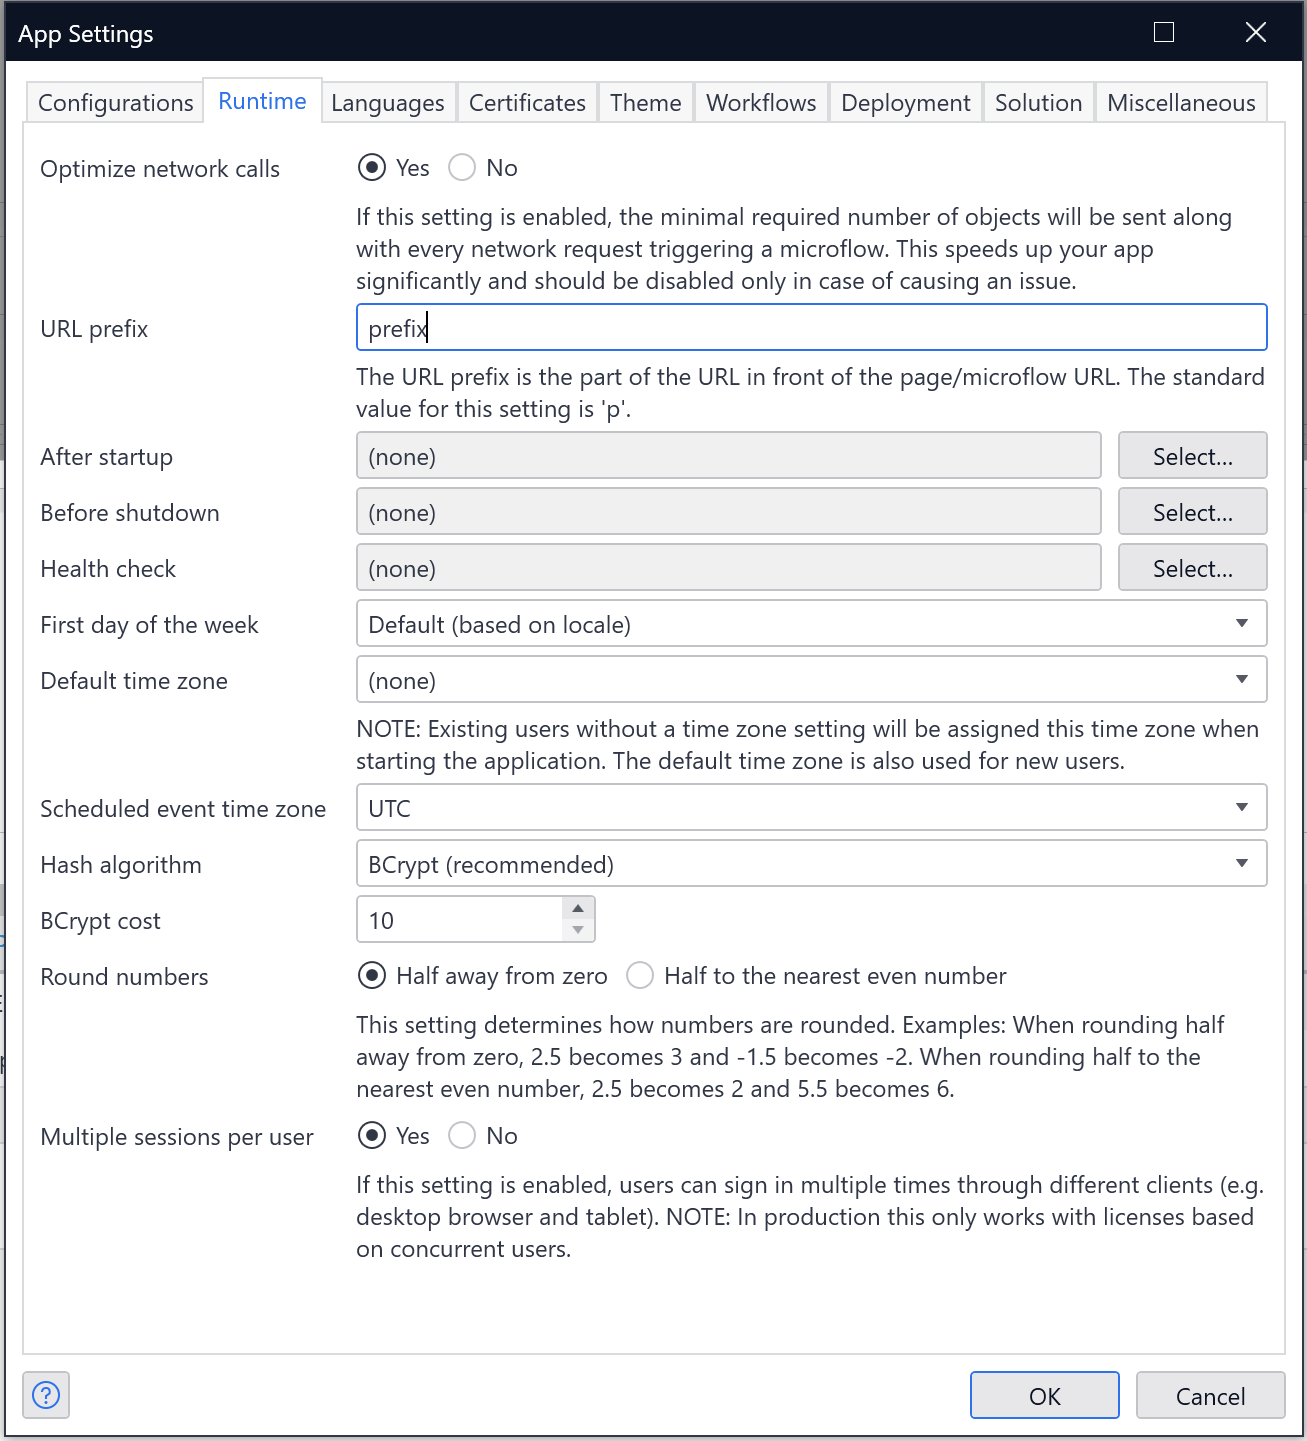 App Settings
Configurations Runtime Languages Certificates Theme Workflows Deployment Solution Miscellaneous
Optimize network calls Yes No
If this setting is enabled, the minimal required number of objects will be sent along
with every network request triggering a microflow. This speeds up your app
significantly and should be disabled only in case of causing an issue.
URL prefix prefix
The URL prefix is the part of the URL in front of the page/microflow URL. The standard
value for this setting is 'p'.
After startup (none) Select...
Before shutdown (none) Select...
Health check (none) Select...
First day of the week Default (based on locale)
Default time zone (none)
NOTE: Existing users without a time zone setting will be assigned this time zone when
starting the application. The default time zone is also used for new users.
Scheduled event time zone UTC
Hash algorithm BCrypt (recommended)
BCrypt cost 10
Round numbers Half away from zero Half to the nearest even number
This setting determines how numbers are rounded. Examples: When rounding half
away from zero, 2.5 becomes 3 and -1.5 becomes -2. When rounding half to the
nearest even number, 2.5 becomes 2 and 5.5 becomes 6.
Multiple sessions per user Yes No
If this setting is enabled, users can sign in multiple times through different clients (e.g.
desktop browser and tablet). NOTE: In production this only works with licenses based
on concurrent users.
? OK Cancel